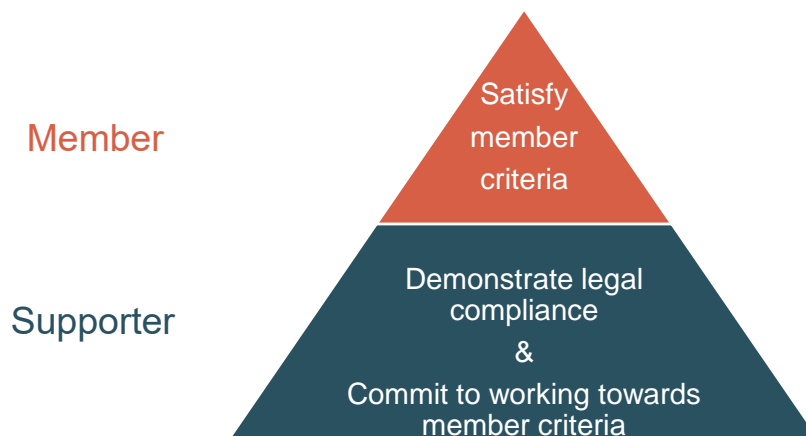 Member
Satisfy
member
criteria
Supporter
Demonstrate legal
compliance
&
Commit to working towards
member criteria